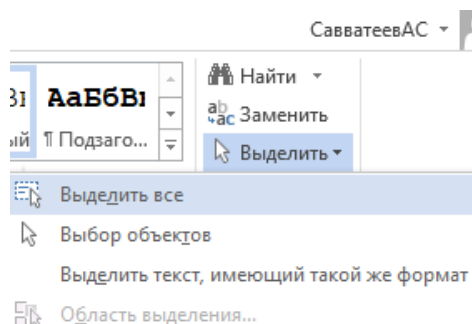 СавватеевАС
АаБбВı Найти
¶ Подзаго... Заменить
Выделить
Выделить все
Выбор объектов
Выделить текст, имеющий такой же формат
Область выделения...